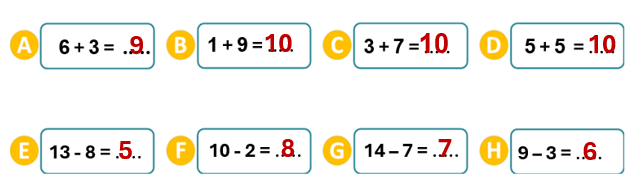 A 6 + 3 = ..9.. B 1 + 9 = 10 C 3 + 7 = 10 D 5 + 5 = 10
E 13 - 8 = .5.. F 10 - 2 = ..8.. G 14 – 7 = ..7.. H 9 – 3 = ..6.